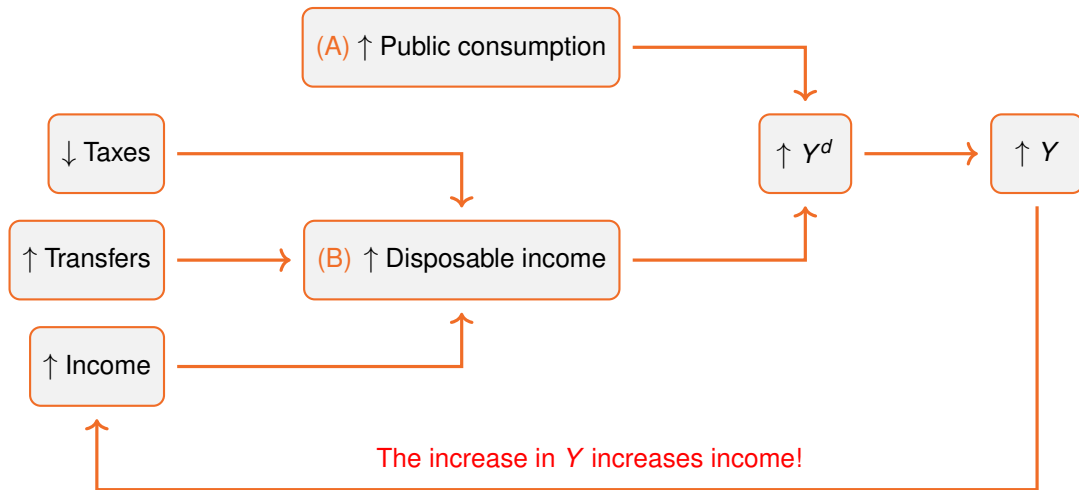 (A) ↑ Public consumption
↓ Taxes
↑ Y^d
↑ Y
↑ Transfers
(B) ↑ Disposable income
↑ Income
The increase in Y increases income!